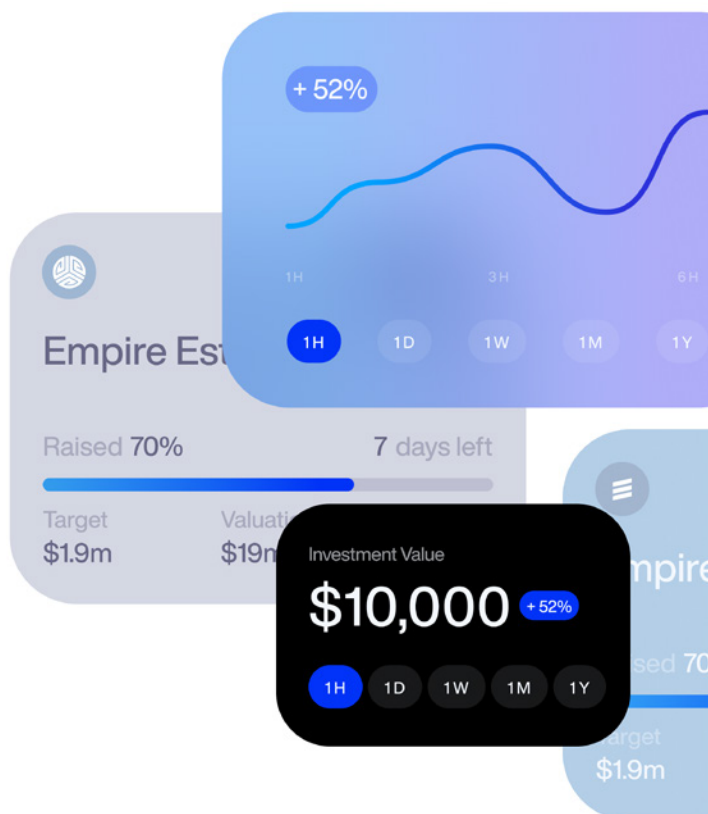 + 52%
1H 3H 6H
1H 1D 1W 1M 1Y
Empire Est
Raised 70% 7 days left
Target Valuati
$1.9m $19m
Investment Value
$10,000 + 52%
1H 1D 1W 1M 1Y
mpire
sed 70
arget
$1.9m